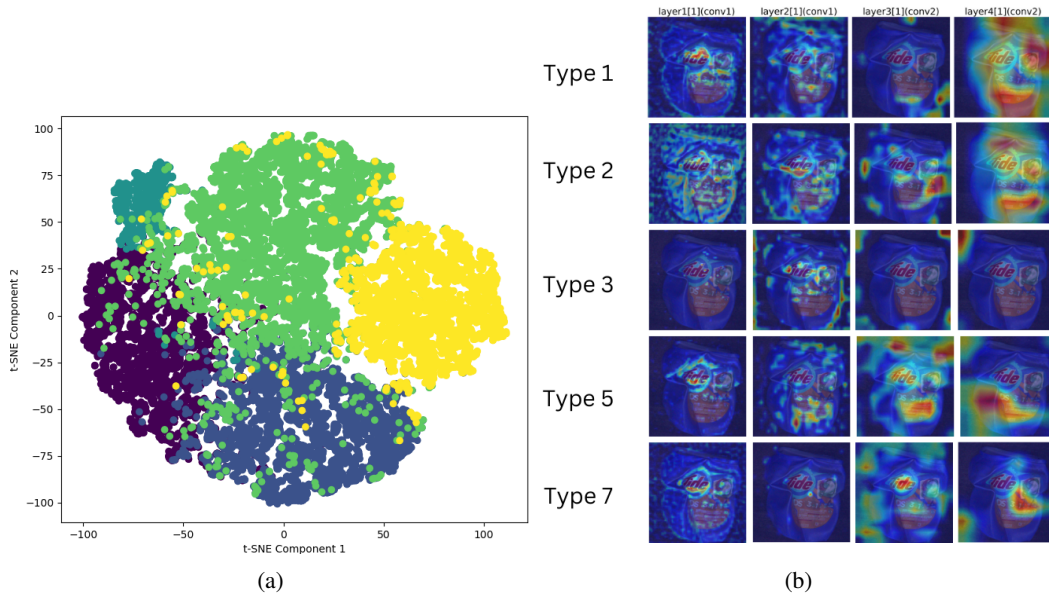 layer1[1](conv1) layer2[1](conv1) layer3[1](conv2) layer4[1](conv2)
Type 1
Type 2
Type 3
Type 5
Type 7
100
75
50
25
0
−25
−50
−75
−100
t-SNE Component 2
−100 −50 0 50 100
t-SNE Component 1
(a) (b)